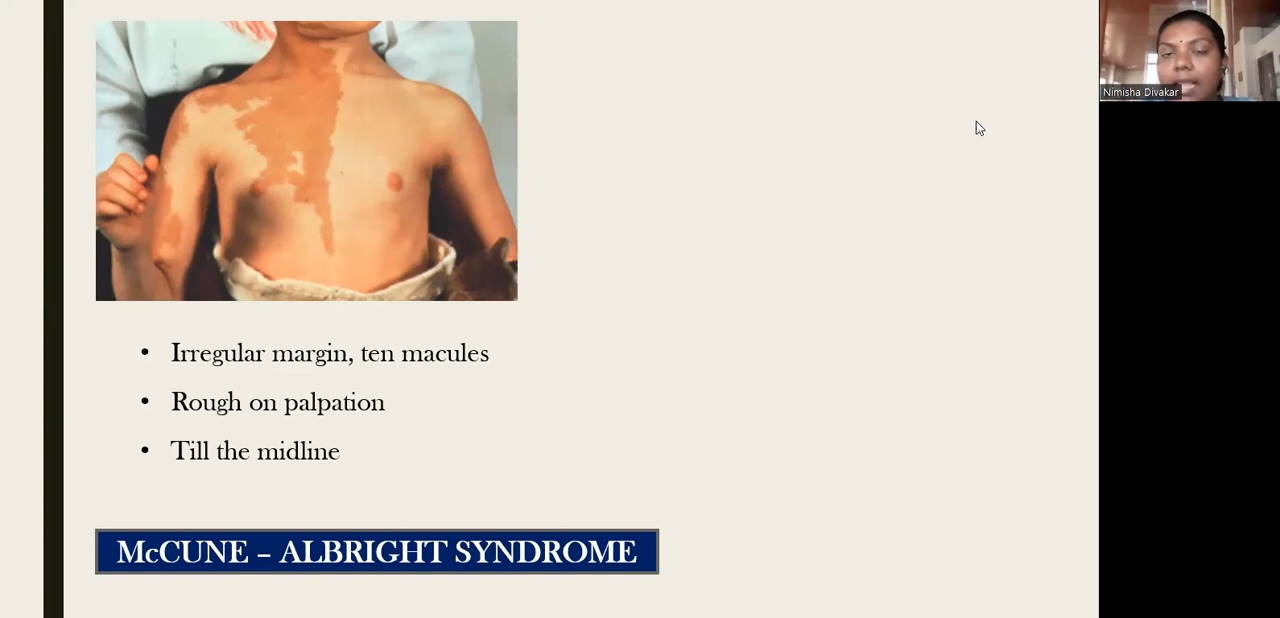 Nimisha Divakar
• Irregular margin, ten macules
• Rough on palpation
• Till the midline
McCUNE – ALBRIGHT SYNDROME